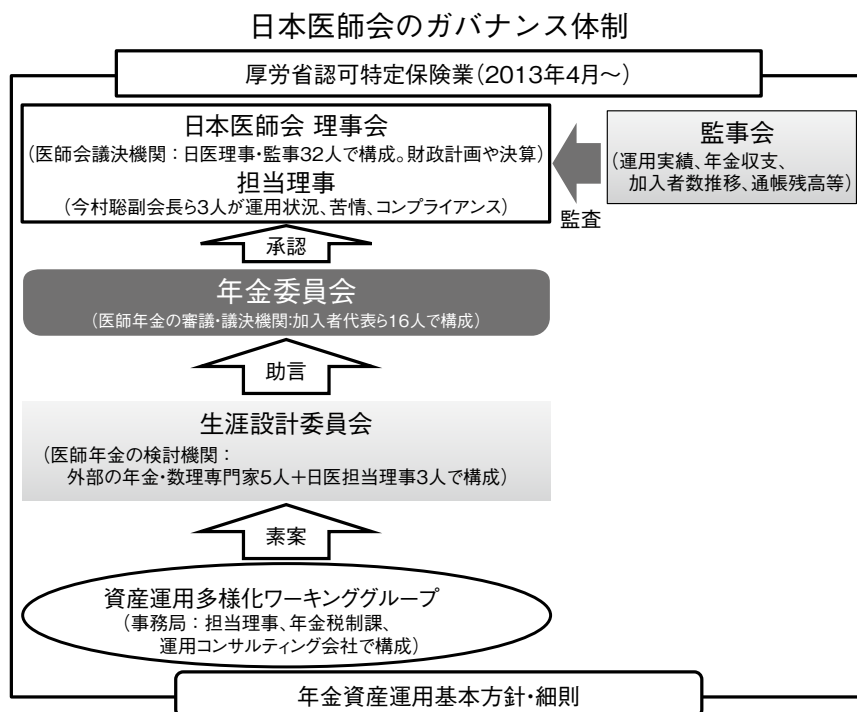 日本医師会のガバナンス体制
厚労省認可特定保険業(2013年4月～)
日本医師会 理事会
(医師会議決機関：日医理事・監事32人で構成。財政計画や決算)
担当理事
(今村聡副会長ら3人が運用状況、苦情、コンプライアンス)
監事会
(運用実績、年金収支、
加入者数推移、通帳残高等)
監査
承認
年金委員会
(医師年金の審議・議決機関:加入者代表ら16人で構成)
助言
生涯設計委員会
(医師年金の検討機関：
外部の年金・数理専門家5人＋日医担当理事3人で構成)
素案
資産運用多様化ワーキンググループ
(事務局：担当理事、年金税制課、
運用コンサルティング会社で構成)
年金資産運用基本方針・細則